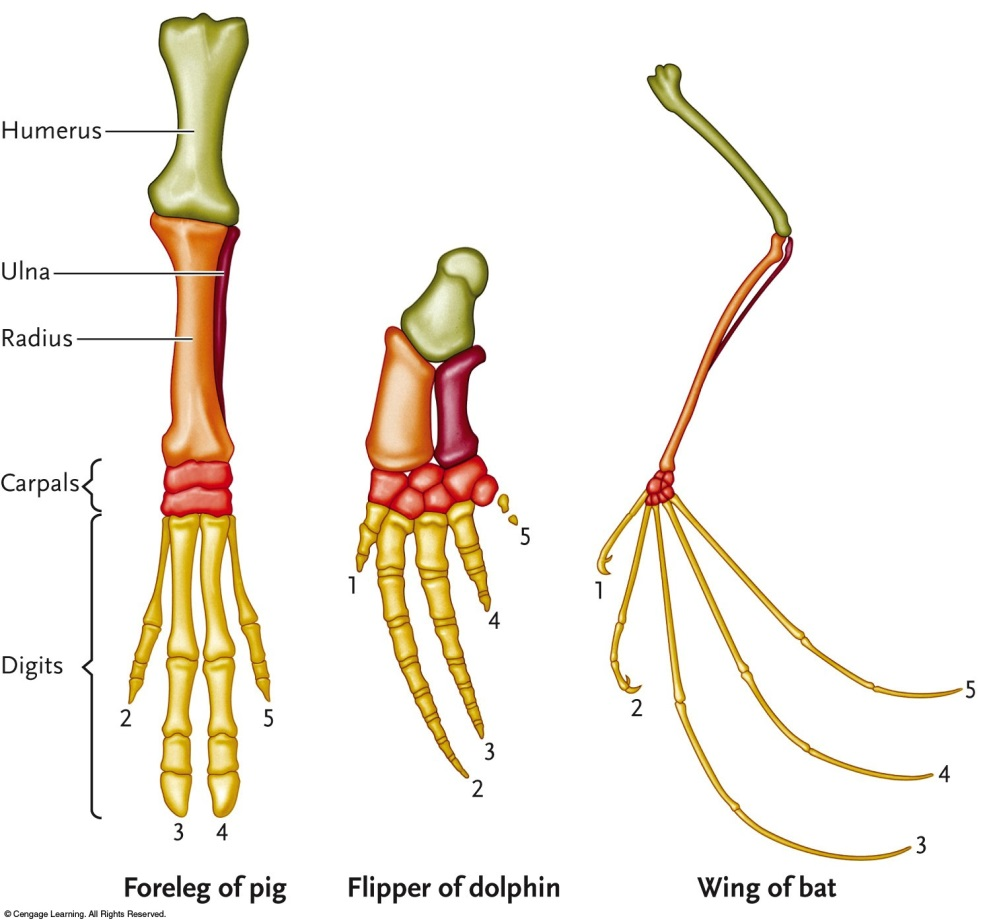 Humerus
Ulna
Radius
Carpals
Digits
2
3
4
5
1
2
3
4
5
1
2
3
4
5
Foreleg of pig
Flipper of dolphin
Wing of bat
© Cengage Learning. All Rights Reserved.